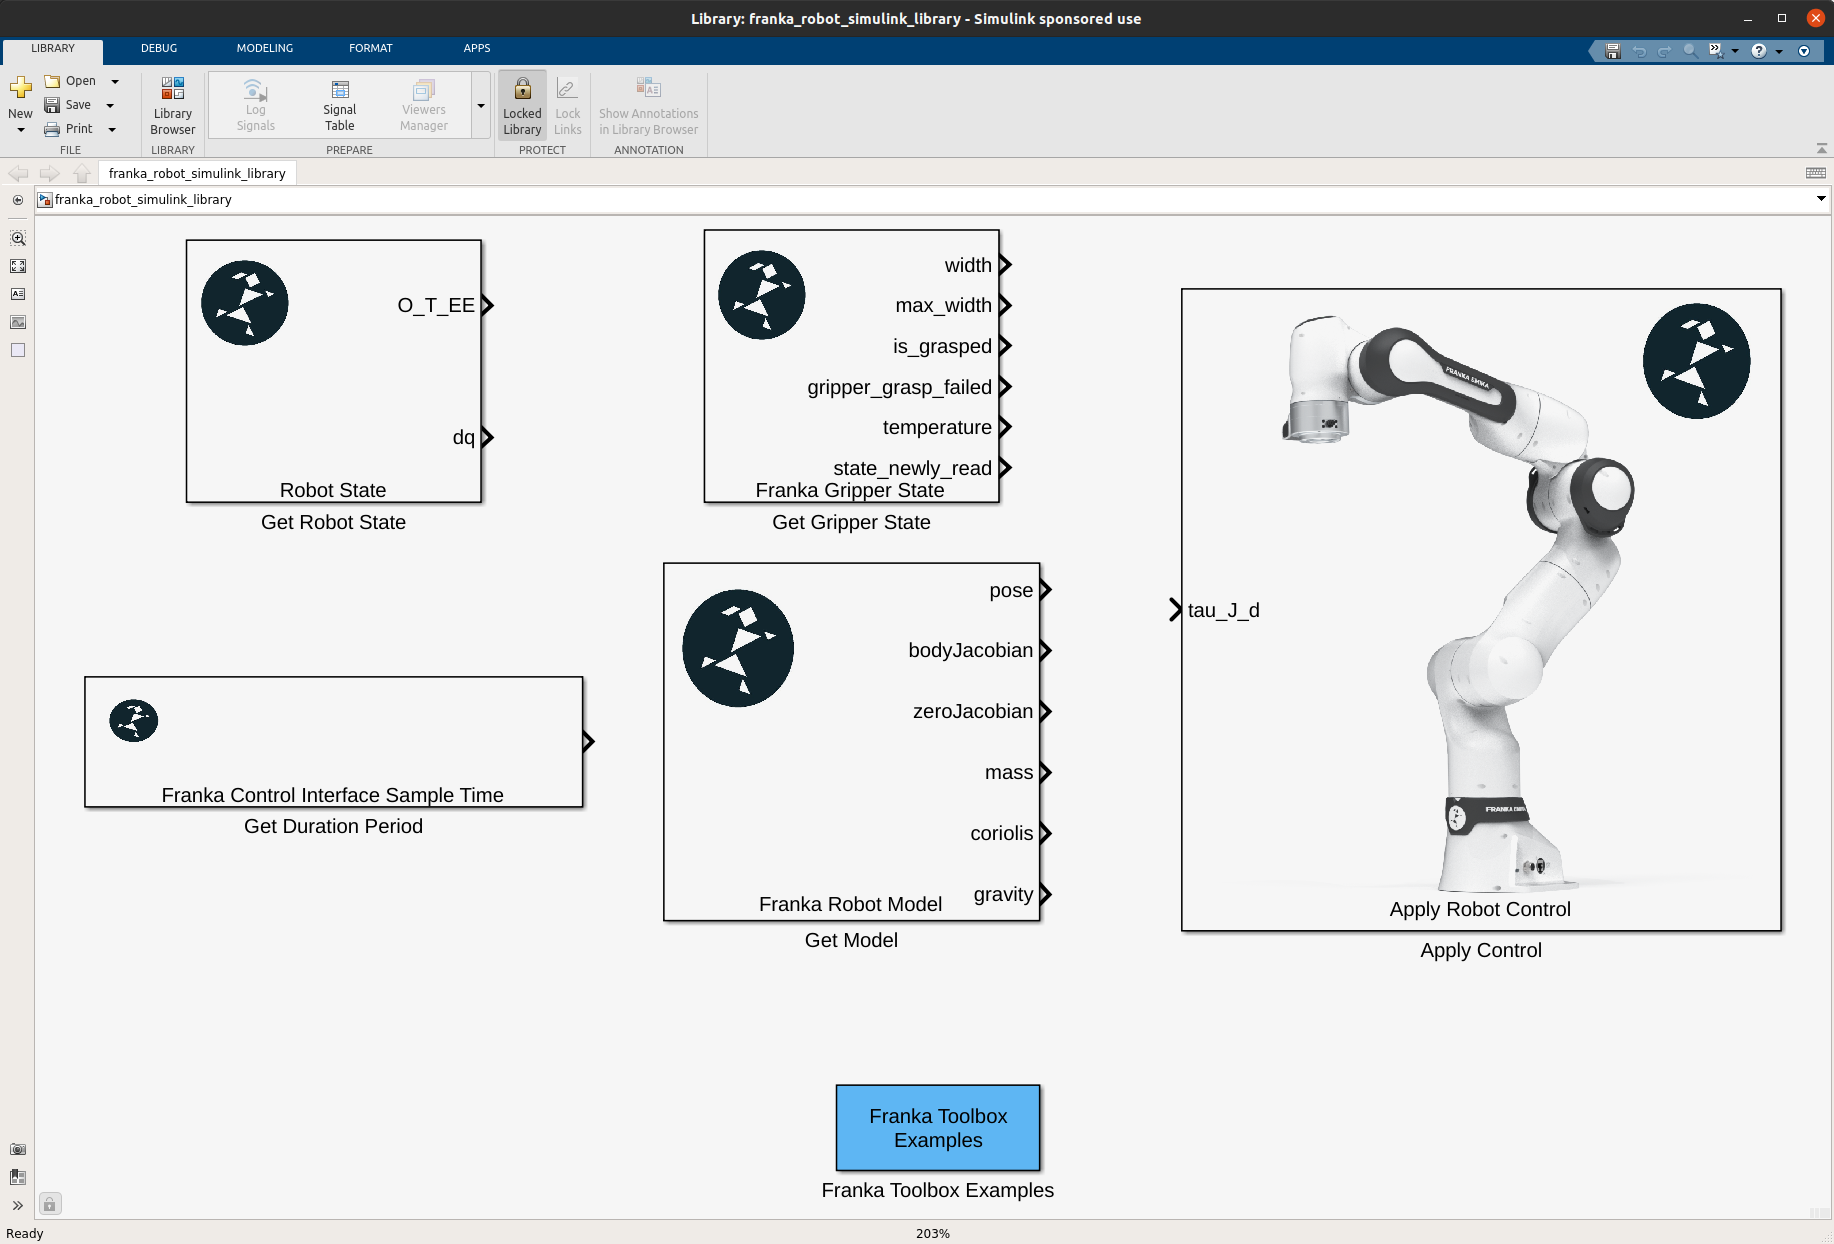 Library: franka_robot_simulink_library - Simulink sponsored use
LIBRARY
DEBUG
MODELING
FORMAT
APPS
New
Open
Save
Print
FILE
Library
Browser
LIBRARY
Log
Signals
Signal
Table
Viewers
Manager
PREPARE
Locked
Library
Lock
Links
PROTECT
Show Annotations
in Library Browser
ANNOTATION
franka_robot_simulink_library
franka_robot_simulink_library
O_T_EE
dq
Robot State
Get Robot State
width
max_width
is_grasped
gripper_grasp_failed
temperature
state_newly_read
Franka Gripper State
Get Gripper State
Franka Control Interface Sample Time
Get Duration Period
pose
bodyJacobian
zeroJacobian
mass
coriolis
gravity
Franka Robot Model
Get Model
FRANKA EMIKA
tau_J_d
FRANKA EMIKA
Apply Robot Control
Apply Control
Franka Toolbox
Examples
Franka Toolbox Examples
Ready
203%